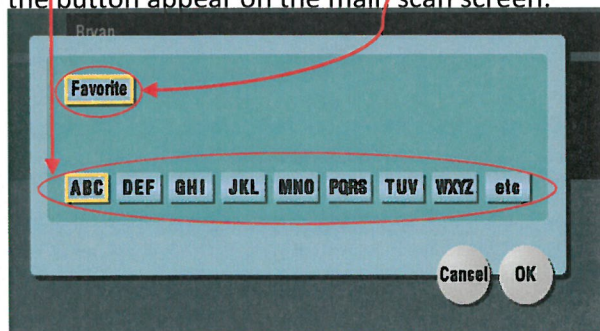 the button appear on the main scan screen.
Bryan
Favorite
ABC DEF GHI JKL MNO PQRS TUV WXYZ etc
Cancel OK